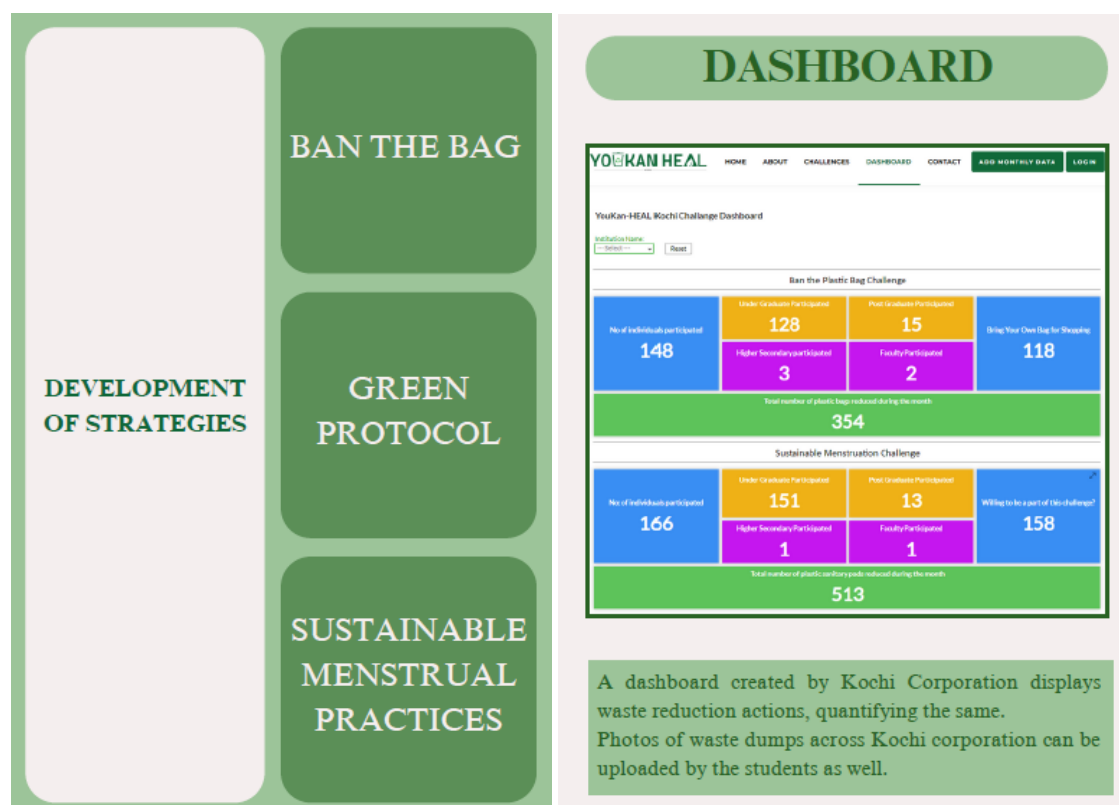 DEVELOPMENT
OF STRATEGIES
BAN THE BAG
GREEN
PROTOCOL
SUSTAINABLE
MENSTRUAL
PRACTICES
DASHBOARD
YOUKAN HEAL HOME ABOUT CHALLENGES DASHBOARD CONTACT ADD MONTHLY DATA LOGIN
YouKan-HEAL IKochi Challange Dashboard
Institution Name:
---Select--- Reset
Ban the Plastic Bag Challenge
No of individuals participated
148
Under Graduate Participated
128
Post Graduate Participated
15
Higher Secondary participated
3
Faculty Participated
2
Bring Your Own Bag for Shopping
118
Total number of plastic bags reduced during the month
354
Sustainable Menstruation Challenge
No: of individuals participated
166
Under Graduate Participated
151
Post Graduate Participated
13
Higher Secondary Participated
1
Faculty Participated
1
Willing to be a part of this challenge?
158
Total number of plastic sanitory pads reduced during the month
513
A dashboard created by Kochi Corporation displays
waste reduction actions, quantifying the same.
Photos of waste dumps across Kochi corporation can be
uploaded by the students as well.